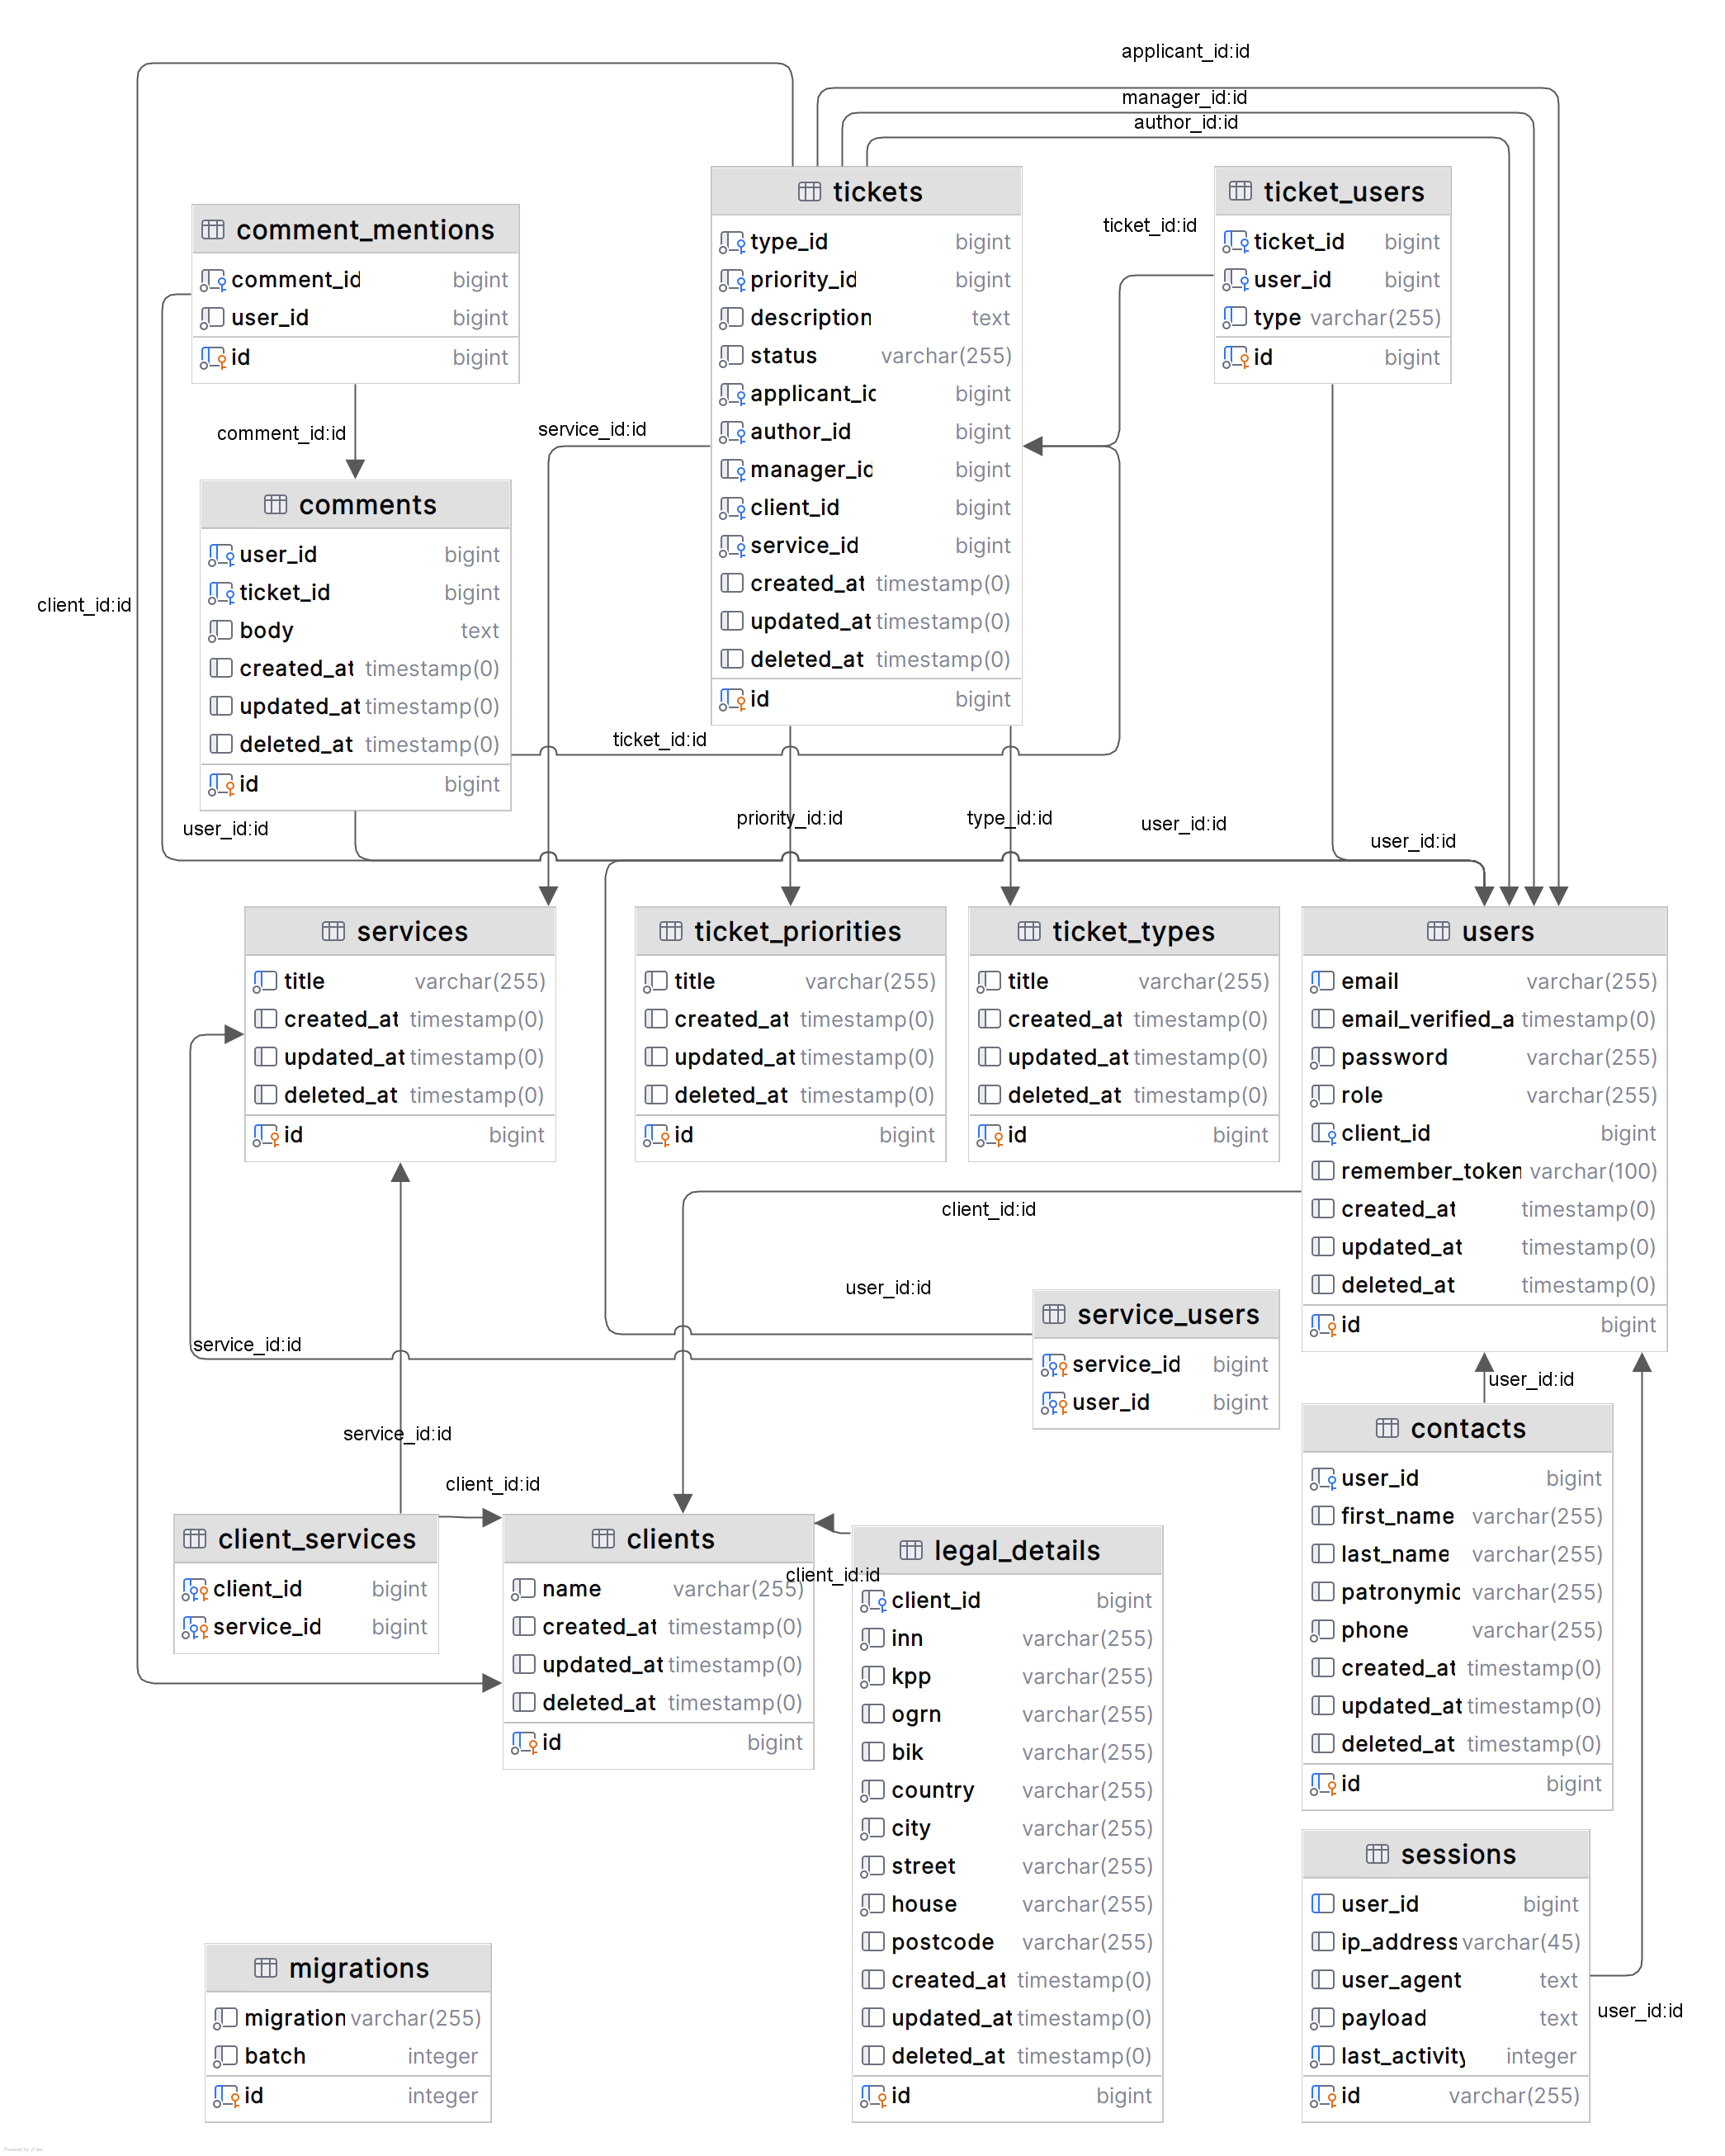 applicant_id:id
manager_id:id
author_id:id
tickets
type_id bigint
priority_id bigint
description text
status varchar(255)
applicant_id bigint
author_id bigint
manager_id bigint
client_id bigint
service_id bigint
created_at timestamp(0)
updated_at timestamp(0)
deleted_at timestamp(0)
id bigint
ticket_users
ticket_id bigint
user_id bigint
type varchar(255)
id bigint
ticket_id:id
comment_mentions
comment_id bigint
user_id bigint
id bigint
comment_id:id
service_id:id
comments
user_id bigint
ticket_id bigint
body text
created_at timestamp(0)
updated_at timestamp(0)
deleted_at timestamp(0)
id bigint
client_id:id
ticket_id:id
user_id:id
priority_id:id
type_id:id
user_id:id
user_id:id
services
title varchar(255)
created_at timestamp(0)
updated_at timestamp(0)
deleted_at timestamp(0)
id bigint
ticket_priorities
title varchar(255)
created_at timestamp(0)
updated_at timestamp(0)
deleted_at timestamp(0)
id bigint
ticket_types
title varchar(255)
created_at timestamp(0)
updated_at timestamp(0)
deleted_at timestamp(0)
id bigint
users
email varchar(255)
email_verified_a timestamp(0)
password varchar(255)
role varchar(255)
client_id bigint
remember_token varchar(100)
created_at timestamp(0)
updated_at timestamp(0)
deleted_at timestamp(0)
id bigint
client_id:id
user_id:id
service_id:id
service_users
service_id bigint
user_id bigint
user_id:id
service_id:id
client_id:id
client_services
client_id bigint
service_id bigint
clients
name varchar(255)
created_at timestamp(0)
updated_at timestamp(0)
deleted_at timestamp(0)
id bigint
client_id:id
legal_details
client_id bigint
inn varchar(255)
kpp varchar(255)
ogrn varchar(255)
bik varchar(255)
country varchar(255)
city varchar(255)
street varchar(255)
house varchar(255)
postcode varchar(255)
created_at timestamp(0)
updated_at timestamp(0)
deleted_at timestamp(0)
id bigint
contacts
user_id bigint
first_name varchar(255)
last_name varchar(255)
patronymic varchar(255)
phone varchar(255)
created_at timestamp(0)
updated_at timestamp(0)
deleted_at timestamp(0)
id bigint
sessions
user_id bigint
ip_address varchar(45)
user_agent text
payload text
last_activity integer
id varchar(255)
user_id:id
migrations
migration varchar(255)
batch integer
id integer
Powered by yFiles